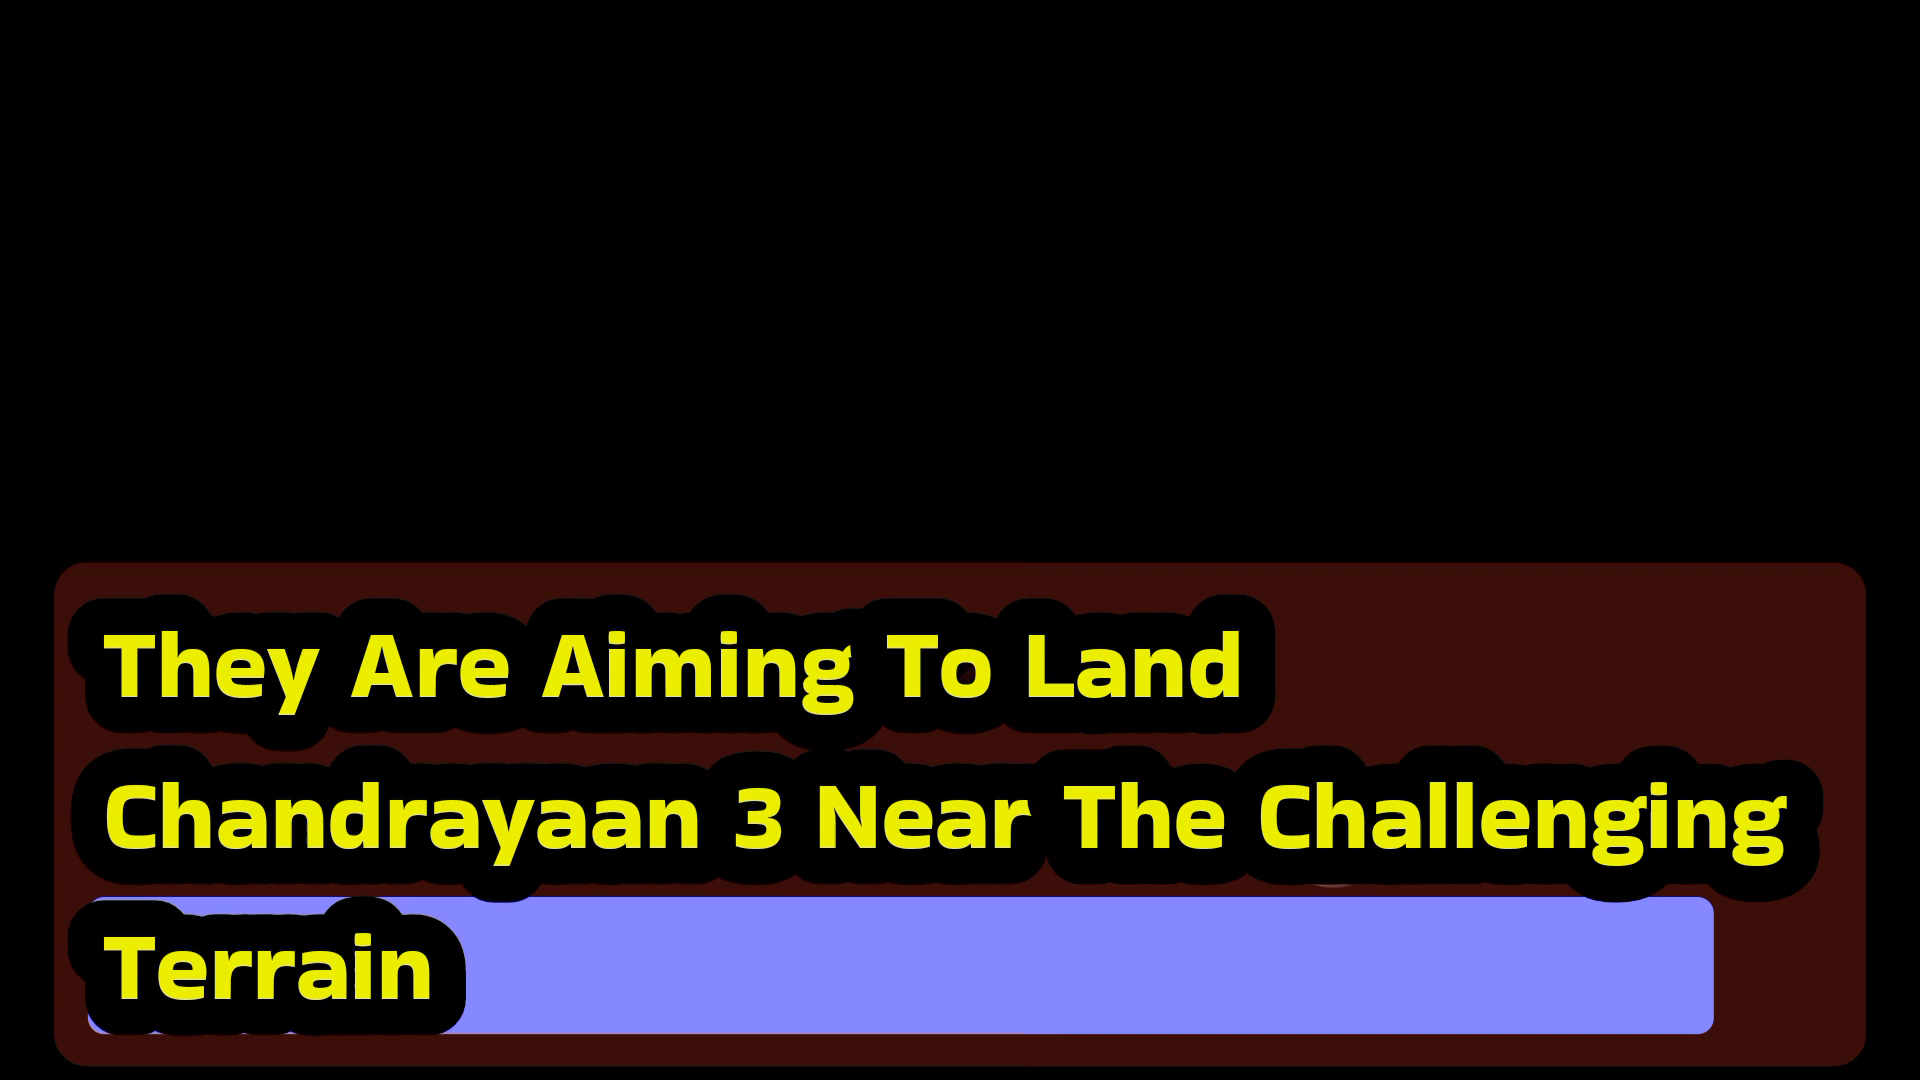 They Are Aiming To Land
Chandrayaan 3 Near The Challenging
Terrain